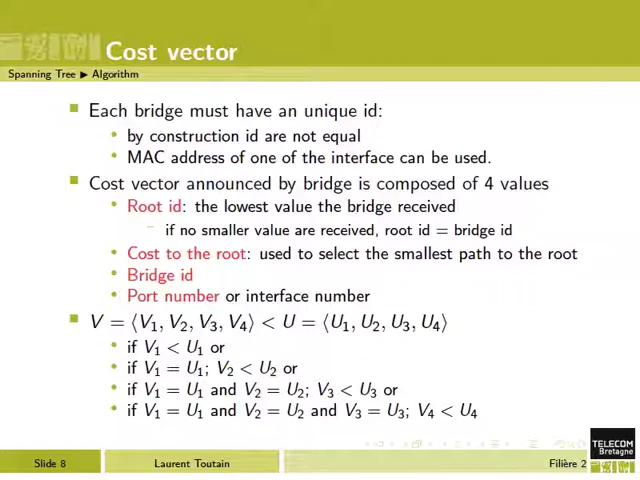 Cost vector
Spanning Tree ▶ Algorithm
Each bridge must have an unique id:
by construction id are not equal
MAC address of one of the interface can be used.
Cost vector announced by bridge is composed of 4 values
Root id: the lowest value the bridge received
if no smaller value are received, root id = bridge id
Cost to the root: used to select the smallest path to the root
Bridge id
Port number or interface number
V = ⟨V₁, V₂, V₃, V₄⟩ < U = ⟨U₁, U₂, U₃, U₄⟩
if V₁ < U₁ or
if V₁ = U₁; V₂ < U₂ or
if V₁ = U₁ and V₂ = U₂; V₃ < U₃ or
if V₁ = U₁ and V₂ = U₂ and V₃ = U₃; V₄ < U₄
TELECOM
Bretagne
Slide 8
Laurent Toutain
Filière 2